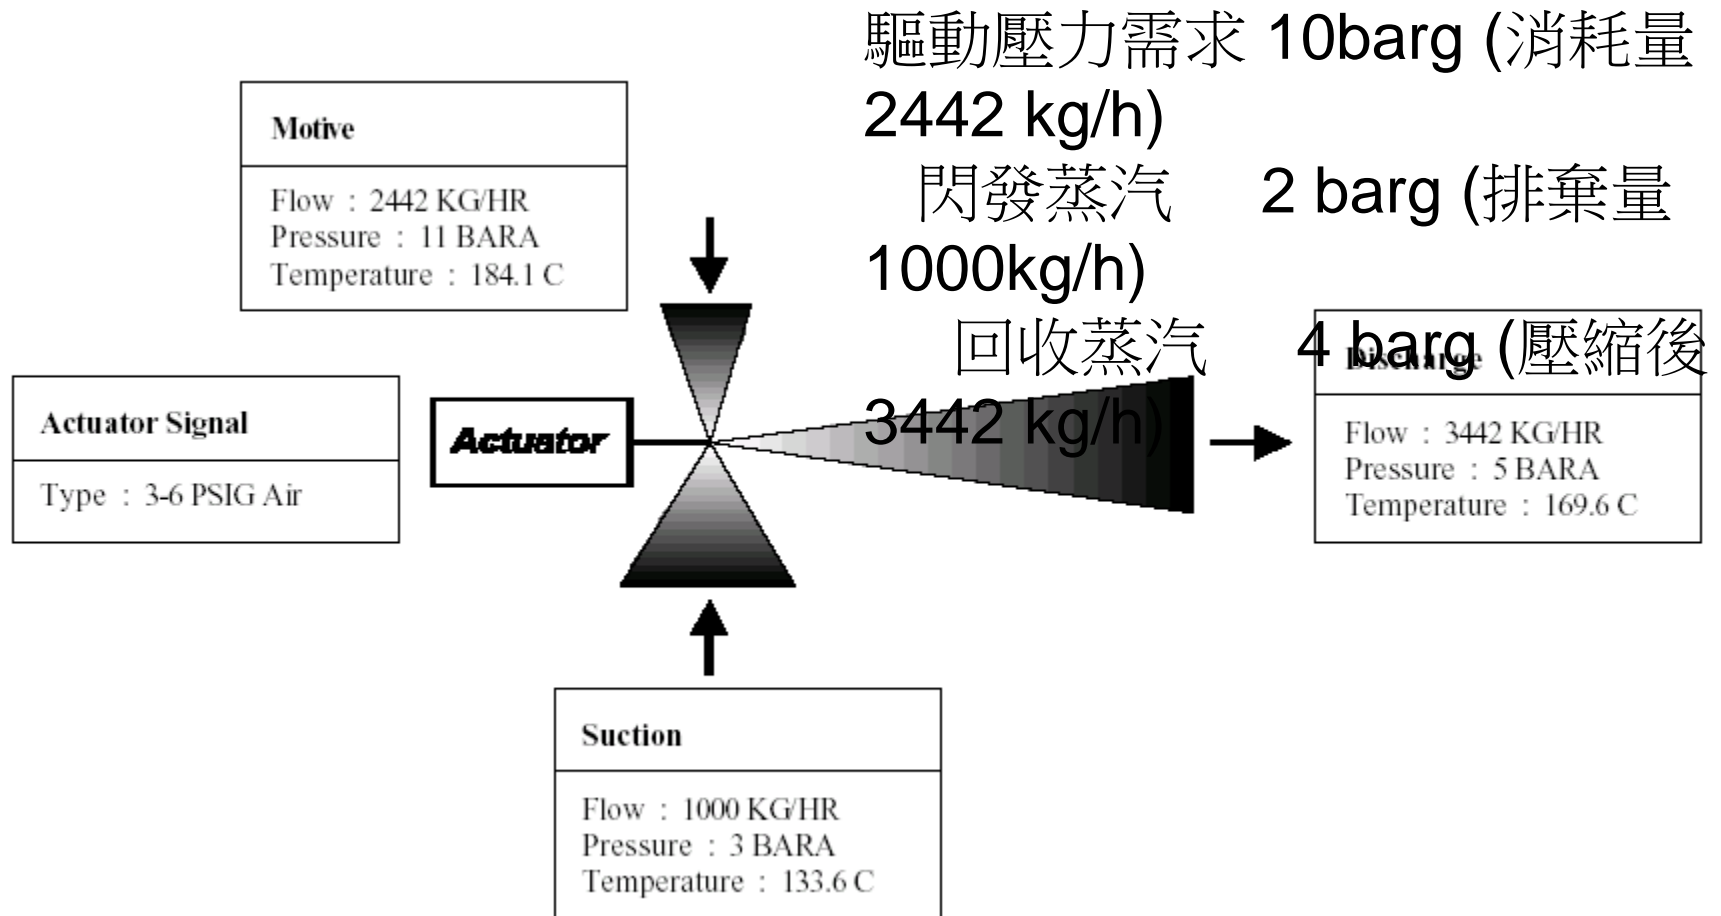 驅動壓力需求 10barg (消耗量
2442 kg/h)
閃發蒸汽 2 barg (排棄量
1000kg/h)
回收蒸汽 4 barg (壓縮後
3442 kg/h)
Motive
Flow : 2442 KG/HR
Pressure : 11 BARA
Temperature : 184.1 C
Actuator Signal
Type : 3-6 PSIG Air
Actuator
Discharge
Flow : 3442 KG/HR
Pressure : 5 BARA
Temperature : 169.6 C
Suction
Flow : 1000 KG/HR
Pressure : 3 BARA
Temperature : 133.6 C